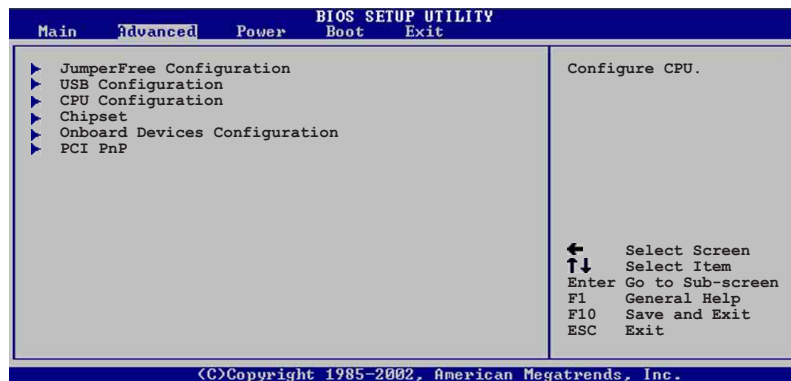 BIOS SETUP UTILITY
Main Advanced Power Boot Exit
JumperFree Configuration
USB Configuration
CPU Configuration
Chipset
Onboard Devices Configuration
PCI PnP
Configure CPU.
← Select Screen
↑↓ Select Item
Enter Go to Sub-screen
F1 General Help
F10 Save and Exit
ESC Exit
(C)Copyright 1985-2002, American Megatrends, Inc.